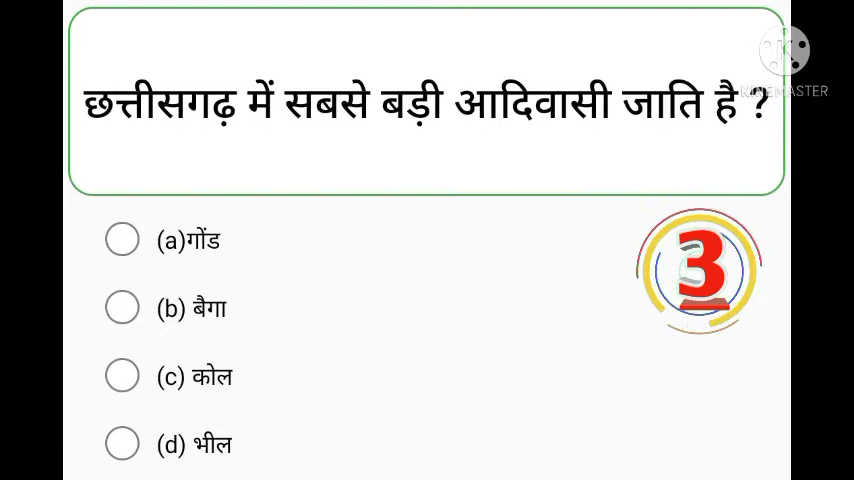 छत्तीसगढ़ में सबसे बड़ी आदिवासी जाति है ?
KINEMASTER
3
(a)गोंड
(b) बैगा
(c) कोल
(d) भील